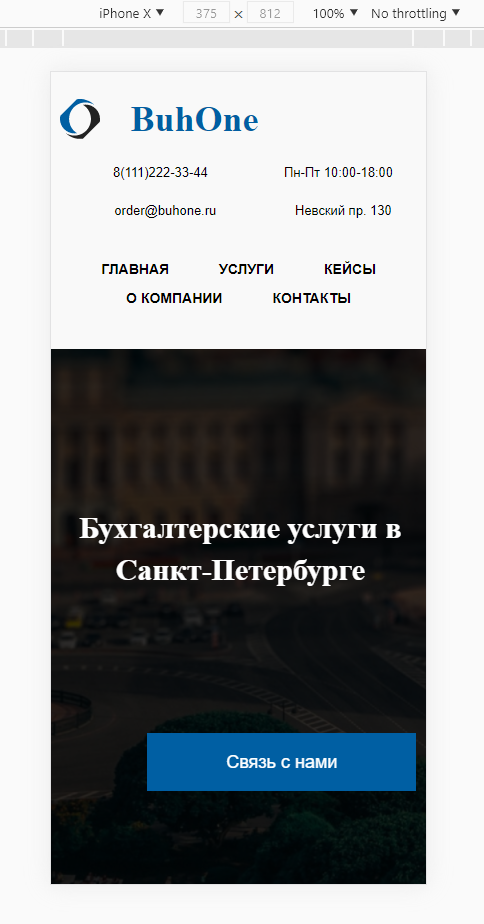 iPhone X ▼ 375 × 812 100% ▼ No throttling ▼
BuhOne
8(111)222-33-44 Пн-Пт 10:00-18:00
order@buhone.ru Невский пр. 130
ГЛАВНАЯ УСЛУГИ КЕЙСЫ
О КОМПАНИИ КОНТАКТЫ
Бухгалтерские услуги в
Санкт-Петербурге
Связь с нами